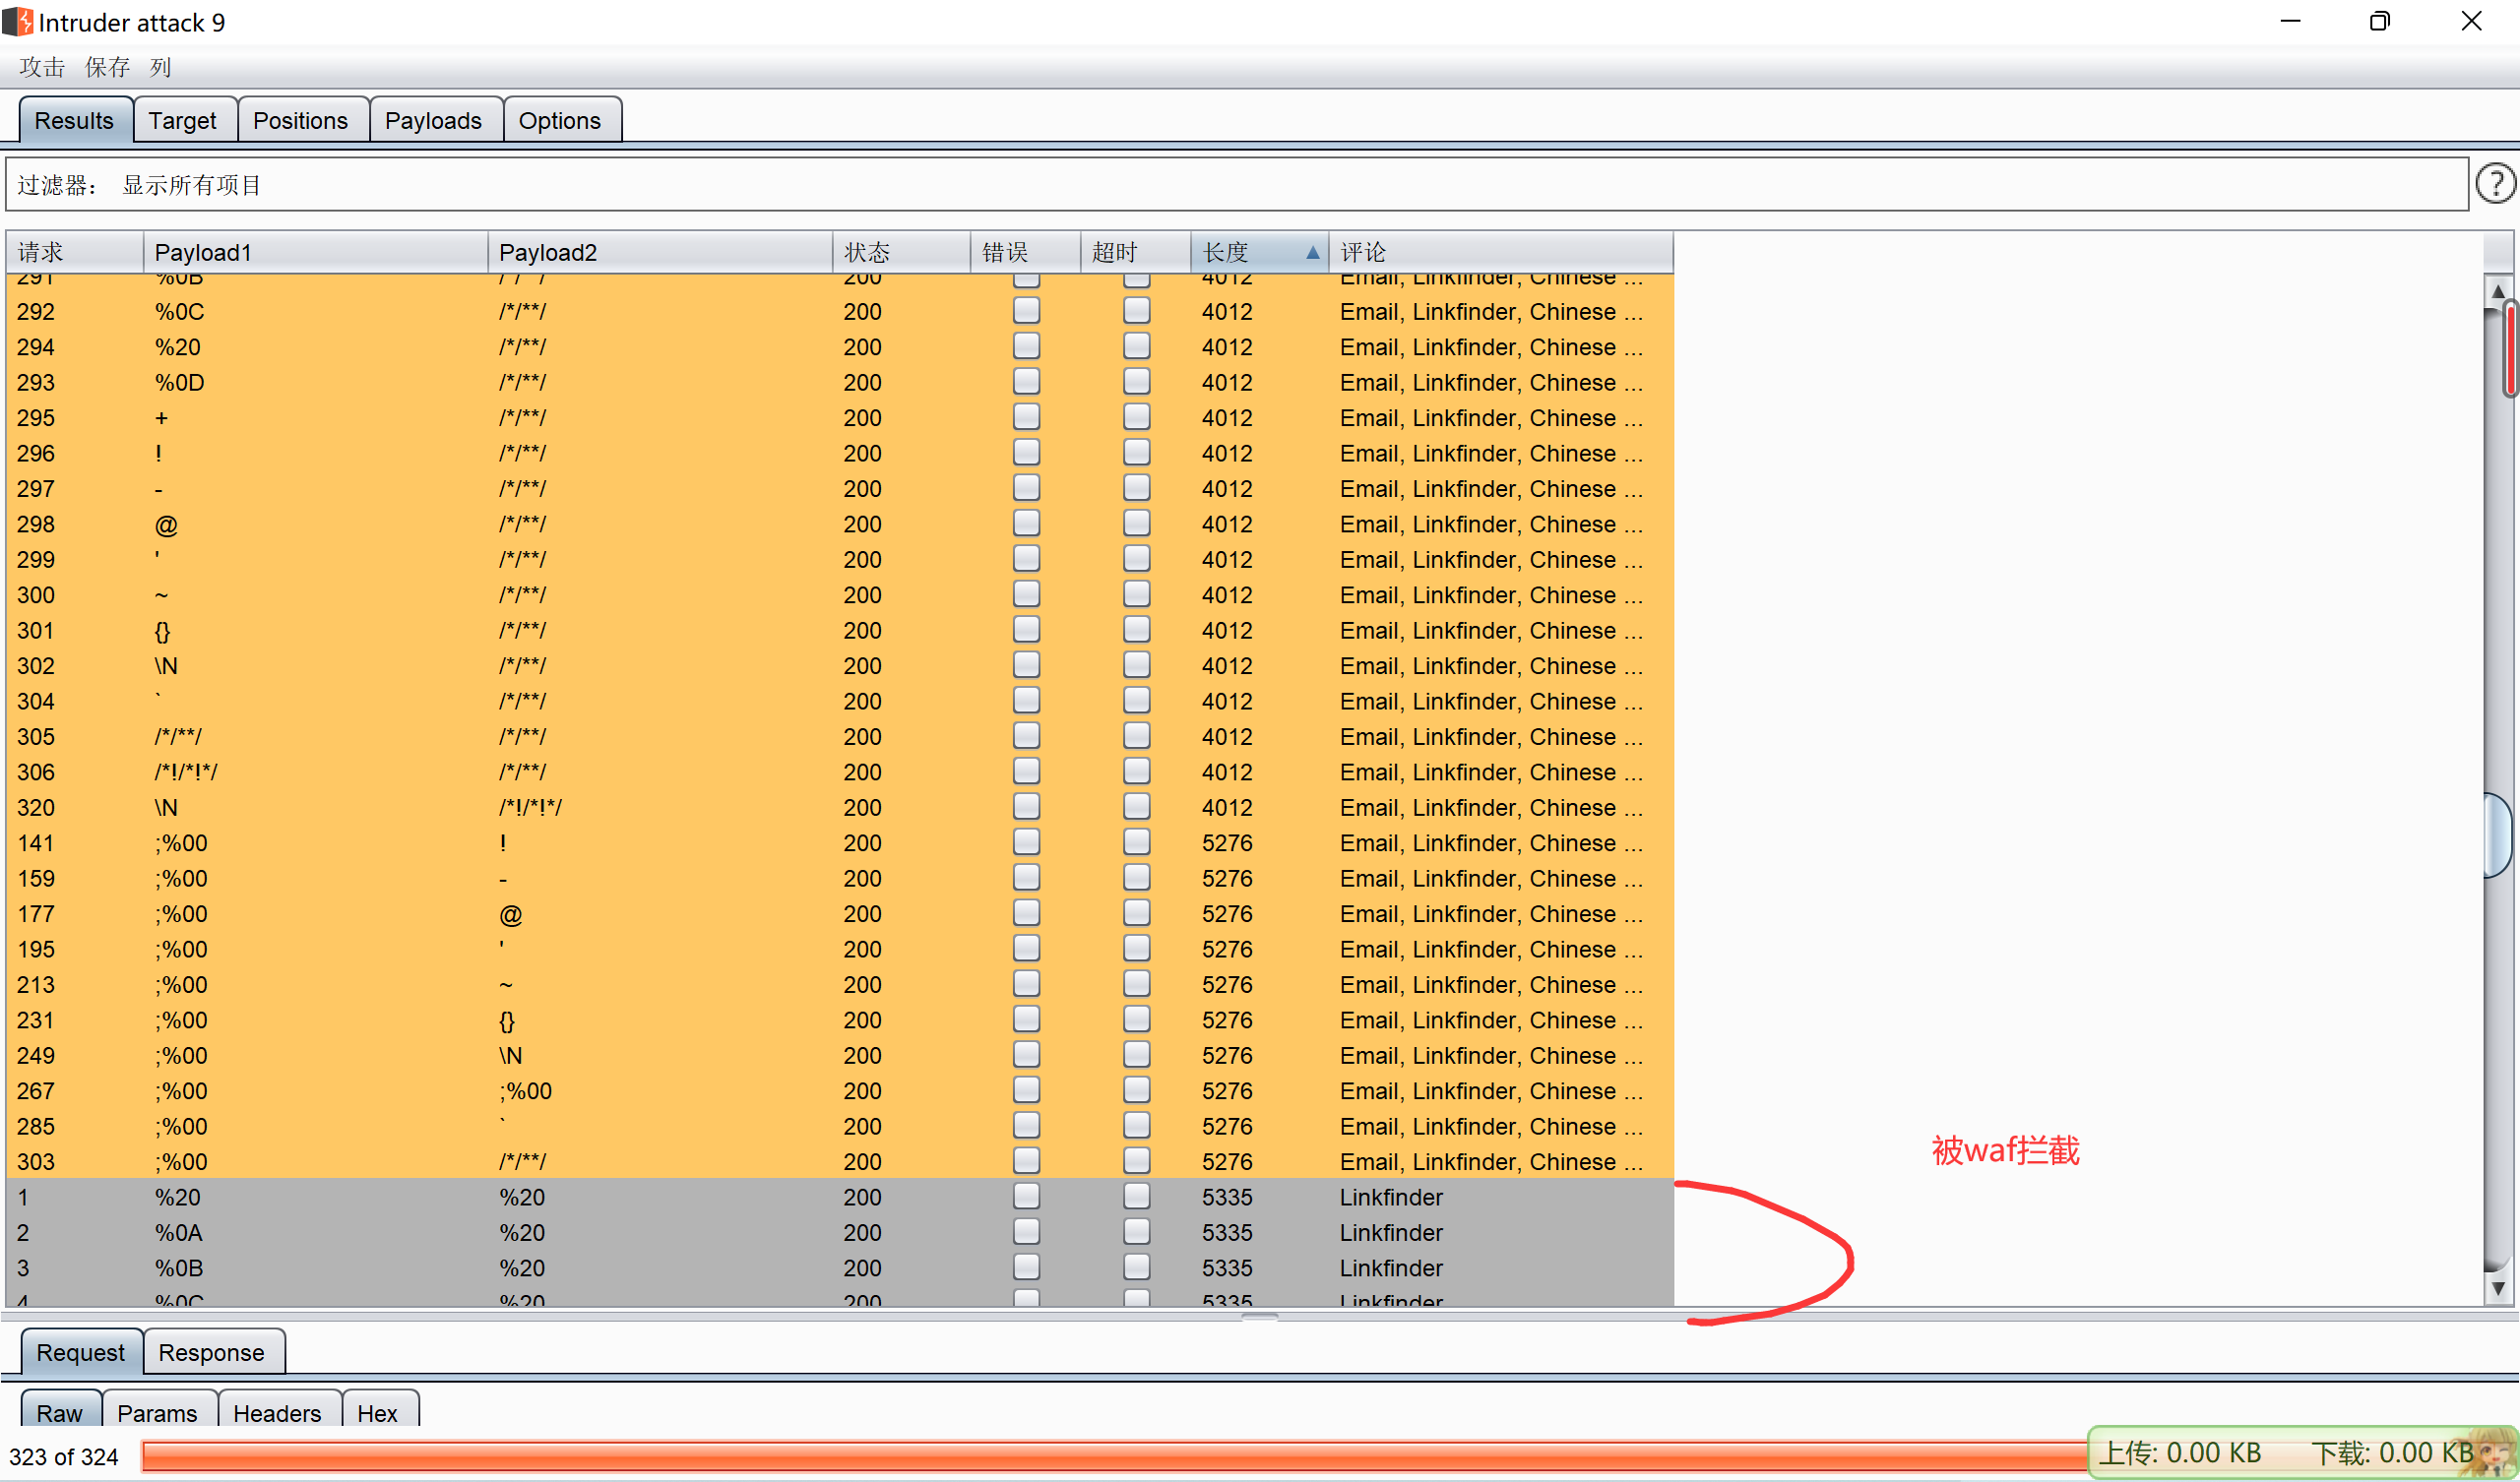 Intruder attack 9
攻击 保存 列
Results Target Positions Payloads Options
过滤器： 显示所有项目 ?
请求 Payload1 Payload2 状态 错误 超时 长度 评论
291 %0B /*/**/ 200 4012 Email, Linkfinder, Chinese ...
292 %0C /*/**/ 200 4012 Email, Linkfinder, Chinese ...
294 %20 /*/**/ 200 4012 Email, Linkfinder, Chinese ...
293 %0D /*/**/ 200 4012 Email, Linkfinder, Chinese ...
295 + /*/**/ 200 4012 Email, Linkfinder, Chinese ...
296 ! /*/**/ 200 4012 Email, Linkfinder, Chinese ...
297 - /*/**/ 200 4012 Email, Linkfinder, Chinese ...
298 @ /*/**/ 200 4012 Email, Linkfinder, Chinese ...
299 ' /*/**/ 200 4012 Email, Linkfinder, Chinese ...
300 ~ /*/**/ 200 4012 Email, Linkfinder, Chinese ...
301 {} /*/**/ 200 4012 Email, Linkfinder, Chinese ...
302 \N /*/**/ 200 4012 Email, Linkfinder, Chinese ...
304 ` /*/**/ 200 4012 Email, Linkfinder, Chinese ...
305 /*/**/ /*/**/ 200 4012 Email, Linkfinder, Chinese ...
306 /*!/*!*/ /*/**/ 200 4012 Email, Linkfinder, Chinese ...
320 \N /*!/*!*/ 200 4012 Email, Linkfinder, Chinese ...
141 ;%00 ! 200 5276 Email, Linkfinder, Chinese ...
159 ;%00 - 200 5276 Email, Linkfinder, Chinese ...
177 ;%00 @ 200 5276 Email, Linkfinder, Chinese ...
195 ;%00 ' 200 5276 Email, Linkfinder, Chinese ...
213 ;%00 ~ 200 5276 Email, Linkfinder, Chinese ...
231 ;%00 {} 200 5276 Email, Linkfinder, Chinese ...
249 ;%00 \N 200 5276 Email, Linkfinder, Chinese ...
267 ;%00 ;%00 200 5276 Email, Linkfinder, Chinese ...
285 ;%00 ` 200 5276 Email, Linkfinder, Chinese ...
303 ;%00 /*/**/ 200 5276 Email, Linkfinder, Chinese ...
被waf拦截
1 %20 %20 200 5335 Linkfinder
2 %0A %20 200 5335 Linkfinder
3 %0B %20 200 5335 Linkfinder
4 %0C %20 200 5335 Linkfinder
Request Response
Raw Params Headers Hex
323 of 324
上传: 0.00 KB 下载: 0.00 KB